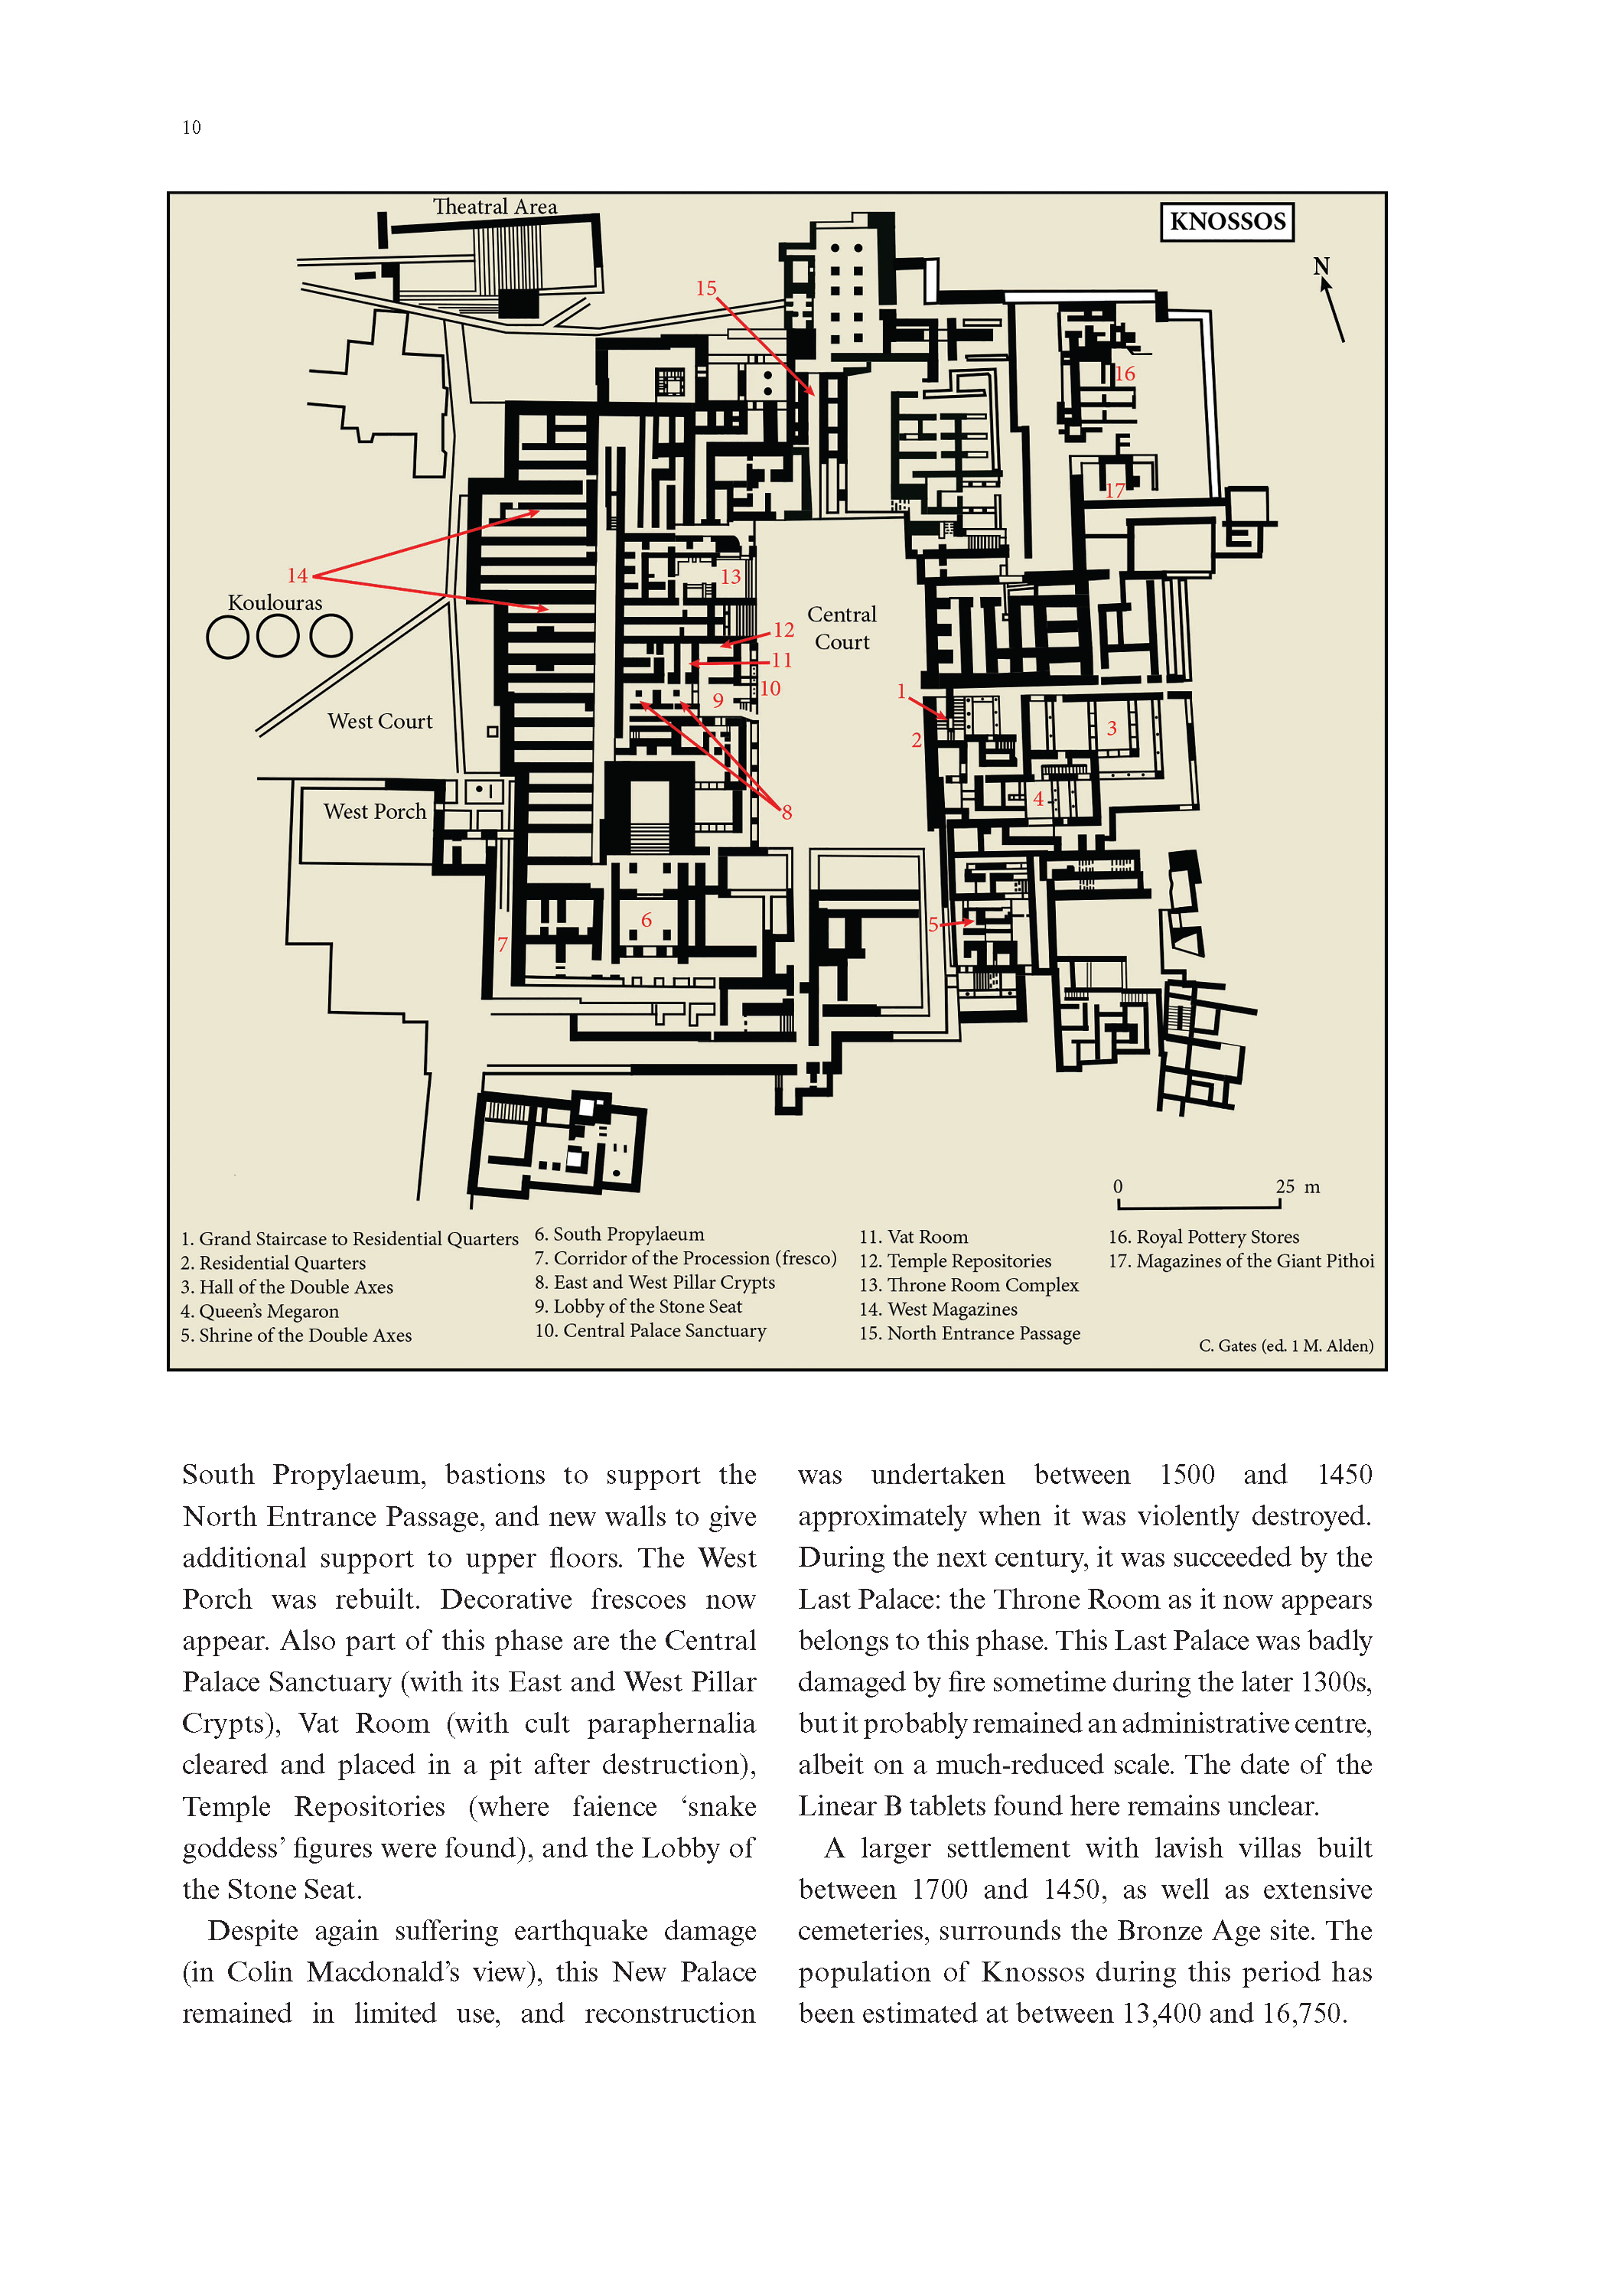 10
Theatral Area
KNOSSOS
N
15
16
17
14
13
Koulouras
Central
Court
12
11
10
9
1
2
3
West Court
West Porch
4
8
6
5
7
0 25 m
1. Grand Staircase to Residential Quarters
2. Residential Quarters
3. Hall of the Double Axes
4. Queen's Megaron
5. Shrine of the Double Axes
6. South Propylaeum
7. Corridor of the Procession (fresco)
8. East and West Pillar Crypts
9. Lobby of the Stone Seat
10. Central Palace Sanctuary
11. Vat Room
12. Temple Repositories
13. Throne Room Complex
14. West Magazines
15. North Entrance Passage
16. Royal Pottery Stores
17. Magazines of the Giant Pithoi
C. Gates (ed. 1 M. Alden)
South Propylaeum, bastions to support the
North Entrance Passage, and new walls to give
additional support to upper floors. The West
Porch was rebuilt. Decorative frescoes now
appear. Also part of this phase are the Central
Palace Sanctuary (with its East and West Pillar
Crypts), Vat Room (with cult paraphernalia
cleared and placed in a pit after destruction),
Temple Repositories (where faience ‘snake
goddess’ figures were found), and the Lobby of
the Stone Seat.
Despite again suffering earthquake damage
(in Colin Macdonald’s view), this New Palace
remained in limited use, and reconstruction
was undertaken between 1500 and 1450
approximately when it was violently destroyed.
During the next century, it was succeeded by the
Last Palace: the Throne Room as it now appears
belongs to this phase. This Last Palace was badly
damaged by fire sometime during the later 1300s,
but it probably remained an administrative centre,
albeit on a much-reduced scale. The date of the
Linear B tablets found here remains unclear.
A larger settlement with lavish villas built
between 1700 and 1450, as well as extensive
cemeteries, surrounds the Bronze Age site. The
population of Knossos during this period has
been estimated at between 13,400 and 16,750.